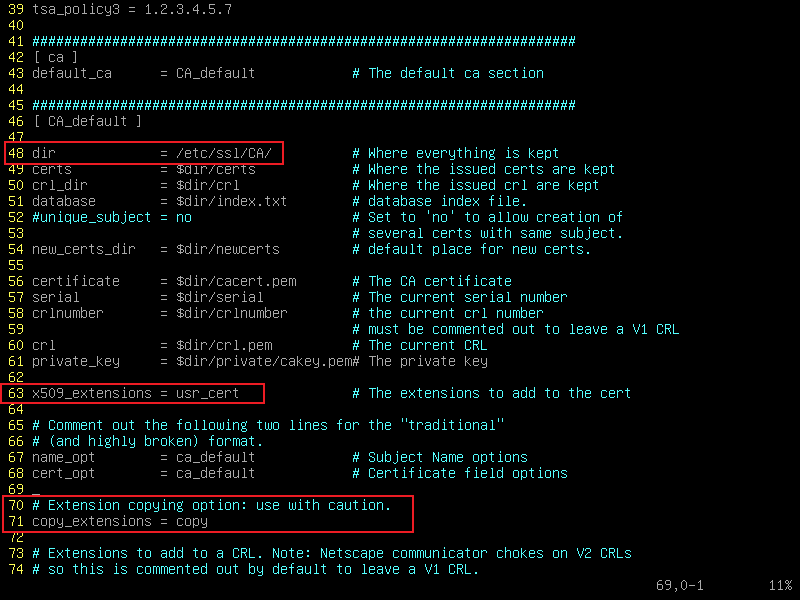 39 tsa_policy3 = 1.2.3.4.5.7
40
41 ####################################################################
42 [ ca ]
43 default_ca      = CA_default            # The default ca section
44
45 ####################################################################
46 [ CA_default ]
47
48 dir             = /etc/ssl/CA/          # Where everything is kept
49 certs           = $dir/certs            # Where the issued certs are kept
50 crl_dir         = $dir/crl              # Where the issued crl are kept
51 database        = $dir/index.txt        # database index file.
52 #unique_subject = no                    # Set to 'no' to allow creation of
53                                         # several certs with same subject.
54 new_certs_dir   = $dir/newcerts         # default place for new certs.
55
56 certificate     = $dir/cacert.pem       # The CA certificate
57 serial          = $dir/serial           # The current serial number
58 crlnumber       = $dir/crlnumber        # the current crl number
59                                         # must be commented out to leave a V1 CRL
60 crl             = $dir/crl.pem          # The current CRL
61 private_key     = $dir/private/cakey.pem# The private key
62
63 x509_extensions = usr_cert              # The extensions to add to the cert
64
65 # Comment out the following two lines for the "traditional"
66 # (and highly broken) format.
67 name_opt        = ca_default            # Subject Name options
68 cert_opt        = ca_default            # Certificate field options
69 _
70 # Extension copying option: use with caution.
71 copy_extensions = copy
72
73 # Extensions to add to a CRL. Note: Netscape communicator chokes on V2 CRLs
74 # so this is commented out by default to leave a V1 CRL.
69,0-1        11%